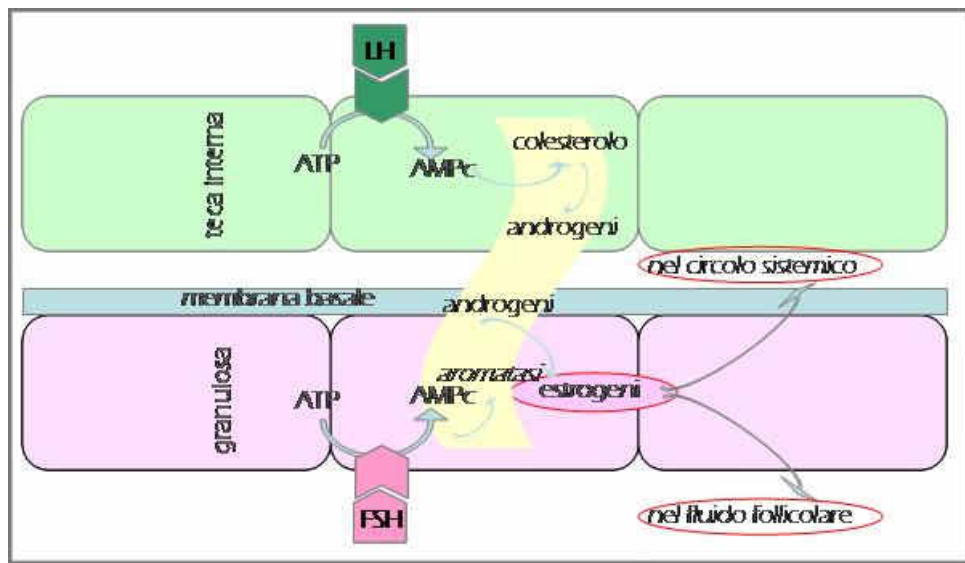 LH
colesterolo
ATP
AMPc
teca interna
androgeni
nel circolo sistemico
membrana basale
androgeni
aromatasi
granulosa
ATP
AMPc
estrogeni
FSH
nel fluido follicolare